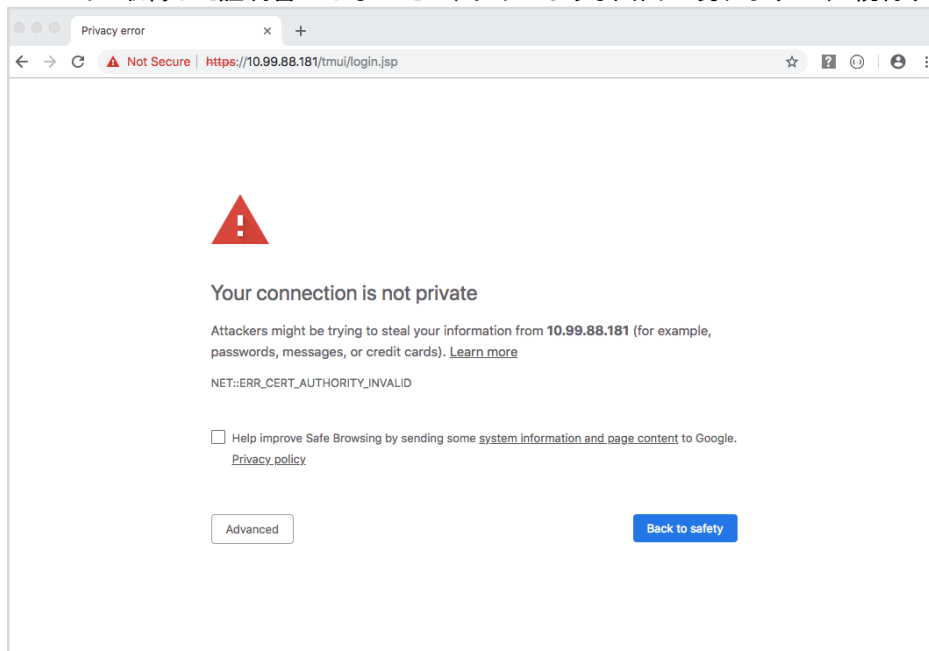 Privacy error
Not Secure
https://10.99.88.181/tmui/login.jsp
Your connection is not private
Attackers might be trying to steal your information from 10.99.88.181 (for example,
passwords, messages, or credit cards). Learn more
NET::ERR_CERT_AUTHORITY_INVALID
Help improve Safe Browsing by sending some system information and page content to Google.
Privacy policy
Advanced
Back to safety